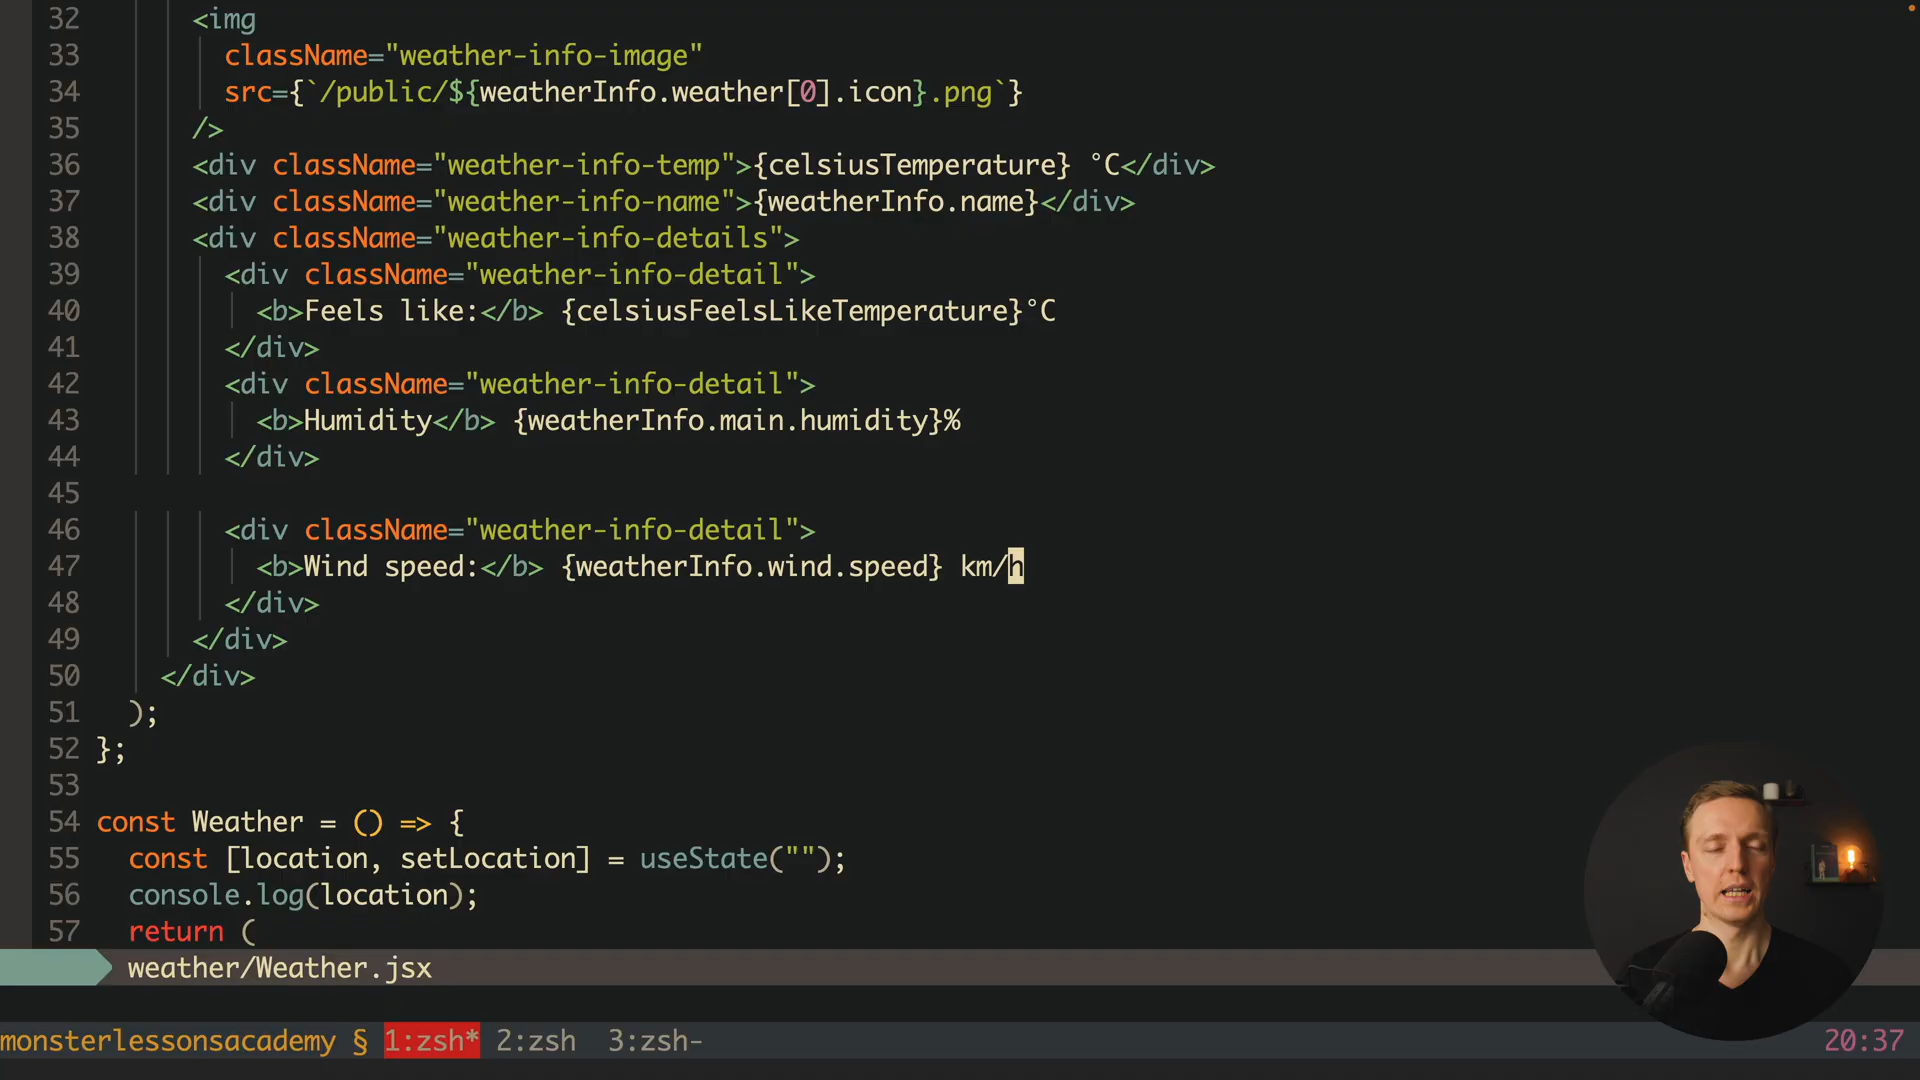 32 <img
33 className="weather-info-image"
34 src={`/public/${weatherInfo.weather[0].icon}.png`}
35 />
36 <div className="weather-info-temp">{celsiusTemperature} °C</div>
37 <div className="weather-info-name">{weatherInfo.name}</div>
38 <div className="weather-info-details">
39 <div className="weather-info-detail">
40 <b>Feels like:</b> {celsiusFeelsLikeTemperature}°C
41 </div>
42 <div className="weather-info-detail">
43 <b>Humidity</b> {weatherInfo.main.humidity}%
44 </div>
45
46 <div className="weather-info-detail">
47 <b>Wind speed:</b> {weatherInfo.wind.speed} km/h
48 </div>
49 </div>
50 </div>
51 );
52 };
53
54 const Weather = () => {
55 const [location, setLocation] = useState("");
56 console.log(location);
57 return (
weather/Weather.jsx
monsterlessonsacademy § 1:zsh* 2:zsh 3:zsh- 20:37